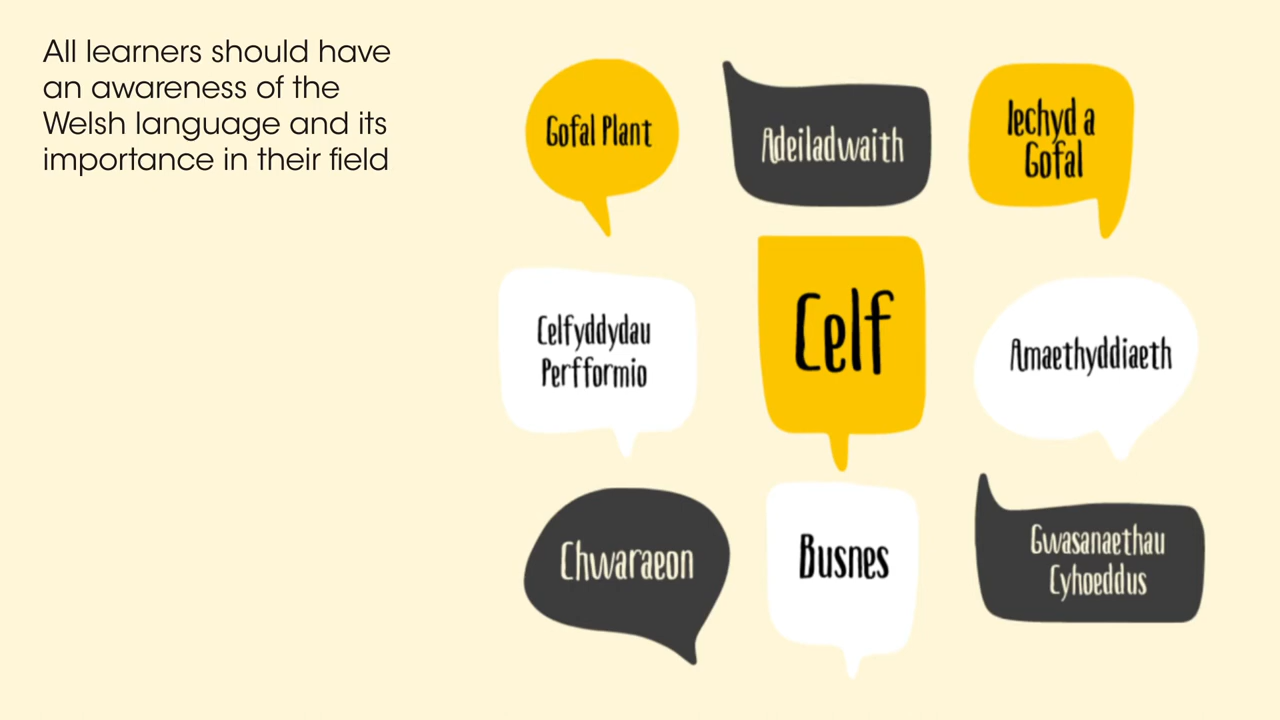 All learners should have
an awareness of the
Welsh language and its
importance in their field
Gofal Plant
Adeiladwaith
Iechyd a
Gofal
Celfyddydau
Perfformio
Celf
Amaethyddiaeth
Chwaraeon
Busnes
Gwasanaethau
Cyhoeddus